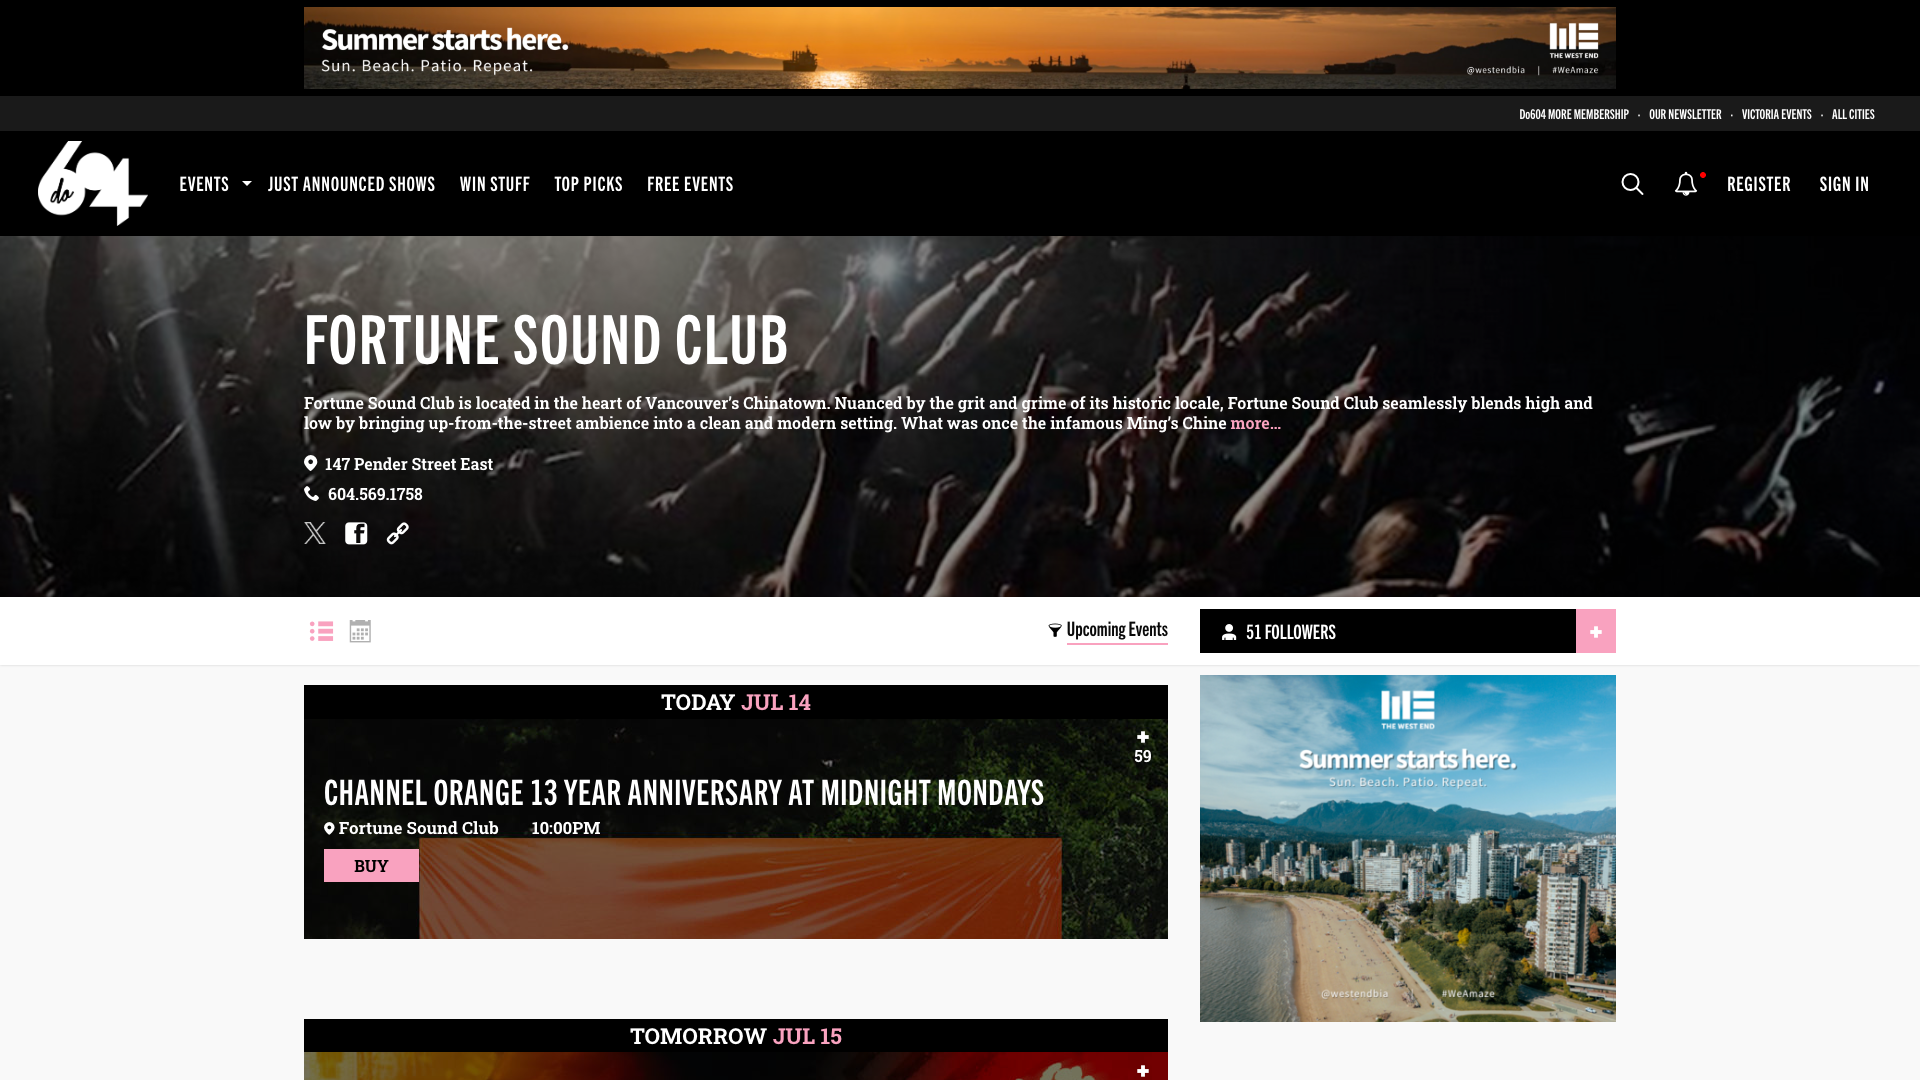 Summer starts here.
Sun. Beach. Patio. Repeat.
THE WEST END
@westendbia | #WeAmaze
Do604 MORE MEMBERSHIP · OUR NEWSLETTER · VICTORIA EVENTS · ALL CITIES
do604
EVENTS JUST ANNOUNCED SHOWS WIN STUFF TOP PICKS FREE EVENTS
REGISTER SIGN IN
FORTUNE SOUND CLUB
Fortune Sound Club is located in the heart of Vancouver's Chinatown. Nuanced by the grit and grime of its historic locale, Fortune Sound Club seamlessly blends high and
low by bringing up-from-the-street ambience into a clean and modern setting. What was once the infamous Ming's Chine more...
147 Pender Street East
604.569.1758
Upcoming Events
51 FOLLOWERS
TODAY JUL 14
59
CHANNEL ORANGE 13 YEAR ANNIVERSARY AT MIDNIGHT MONDAYS
Fortune Sound Club 10:00PM
BUY
THE WEST END
Summer starts here.
Sun. Beach. Patio. Repeat.
@westendbia #WeAmaze
TOMORROW JUL 15